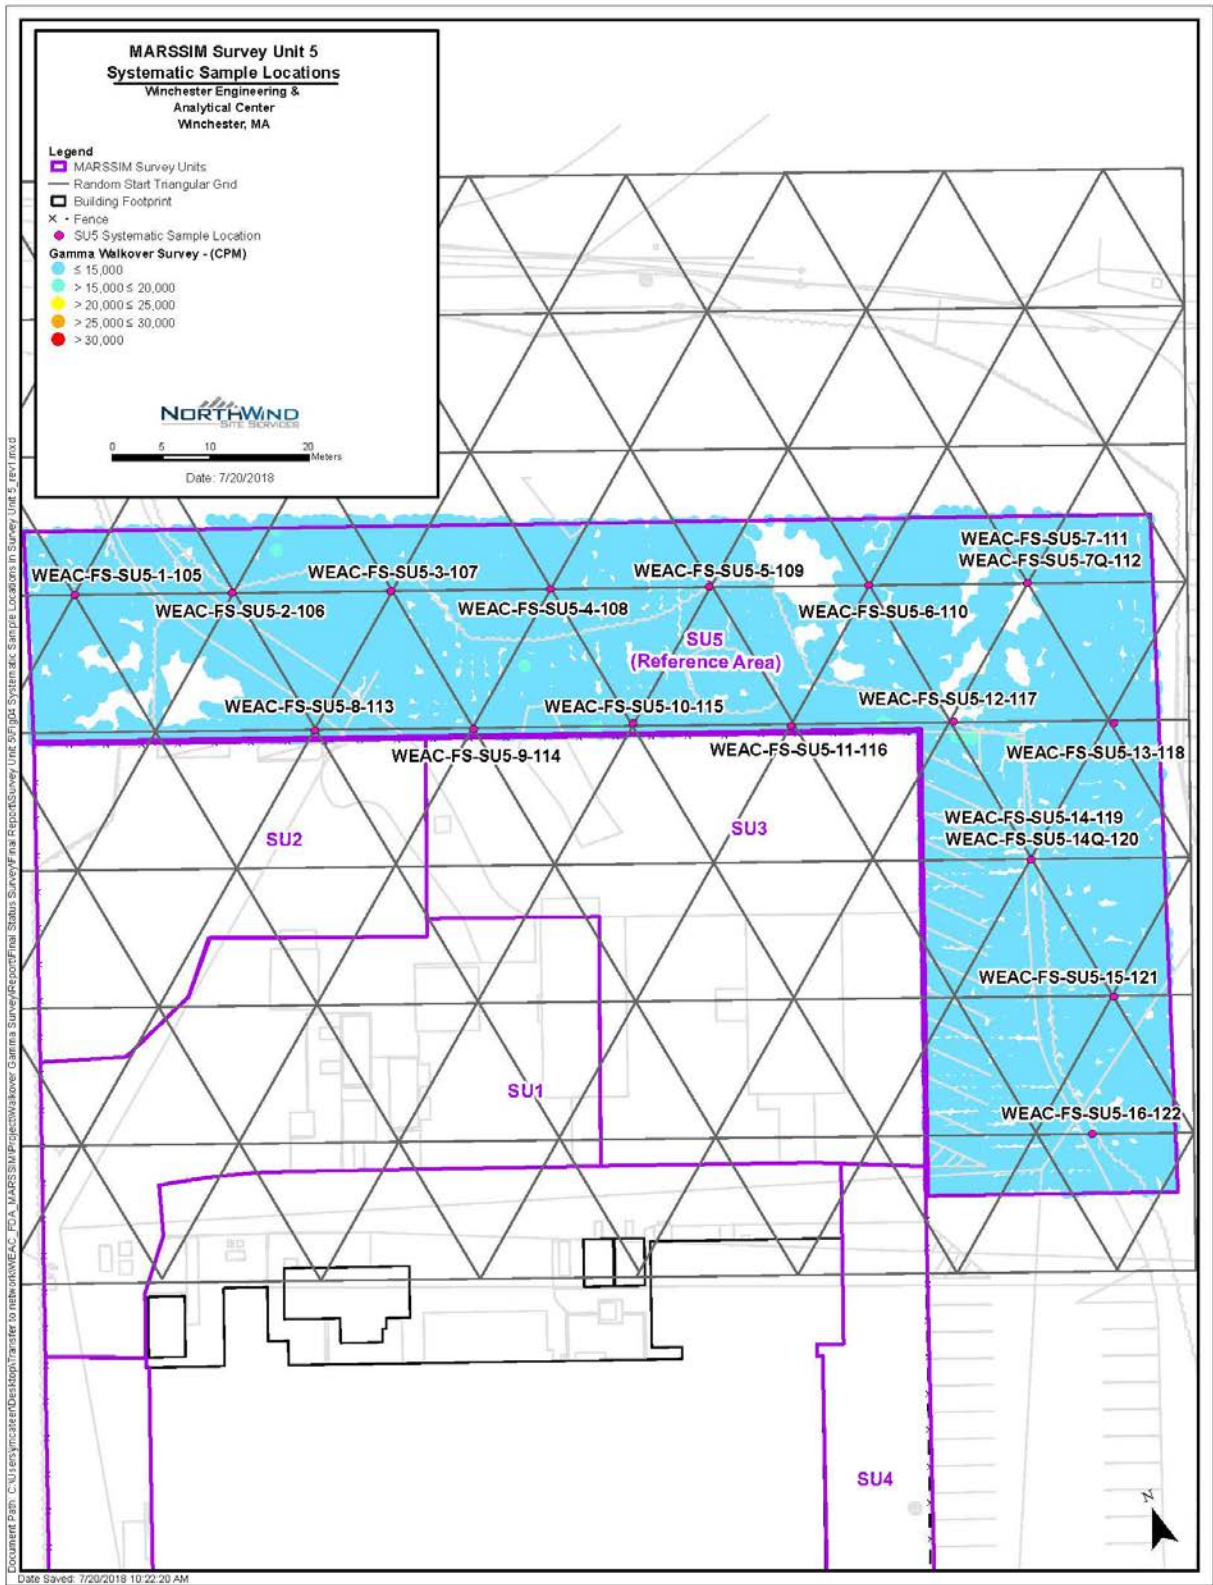 MARSSIM Survey Unit 5
Systematic Sample Locations
Winchester Engineering &
Analytical Center
Winchester, MA
Legend
MARSSIM Survey Units
Random Start Triangular Grid
Building Footprint
Fence
SU5 Systematic Sample Location
Gamma Walkover Survey - (CPM)
≤ 15,000
> 15,000 ≤ 20,000
> 20,000 ≤ 25,000
> 25,000 ≤ 30,000
> 30,000
NORTHWIND
SITE SERVICES
0 5 10 20
Meters
Date: 7/20/2018
WEAC-FS-SU5-7-111
WEAC-FS-SU5-7Q-112
WEAC-FS-SU5-1-105
WEAC-FS-SU5-3-107
WEAC-FS-SU5-5-109
WEAC-FS-SU5-2-106
WEAC-FS-SU5-4-108
WEAC-FS-SU5-6-110
SU5
(Reference Area)
WEAC-FS-SU5-8-113
WEAC-FS-SU5-10-115
WEAC-FS-SU5-12-117
WEAC-FS-SU5-9-114
WEAC-FS-SU5-11-116
WEAC-FS-SU5-13-118
SU2
SU3
WEAC-FS-SU5-14-119
WEAC-FS-SU5-14Q-120
WEAC-FS-SU5-15-121
SU1
WEAC-FS-SU5-16-122
SU4
N
Date Saved: 7/20/2018 10:22:20 AM